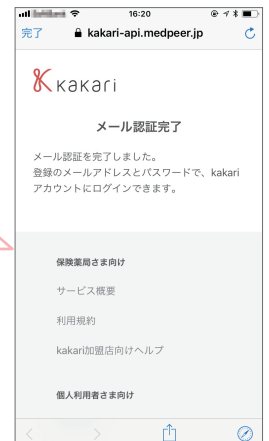 16:20
完了 kakari-api.medpeer.jp
kakari
メール認証完了
メール認証を完了しました。
登録のメールアドレスとパスワードで、kakari
アカウントにログインできます。
保険薬局さま向け
サービス概要
利用規約
kakari加盟店向けヘルプ
個人利用者さま向け